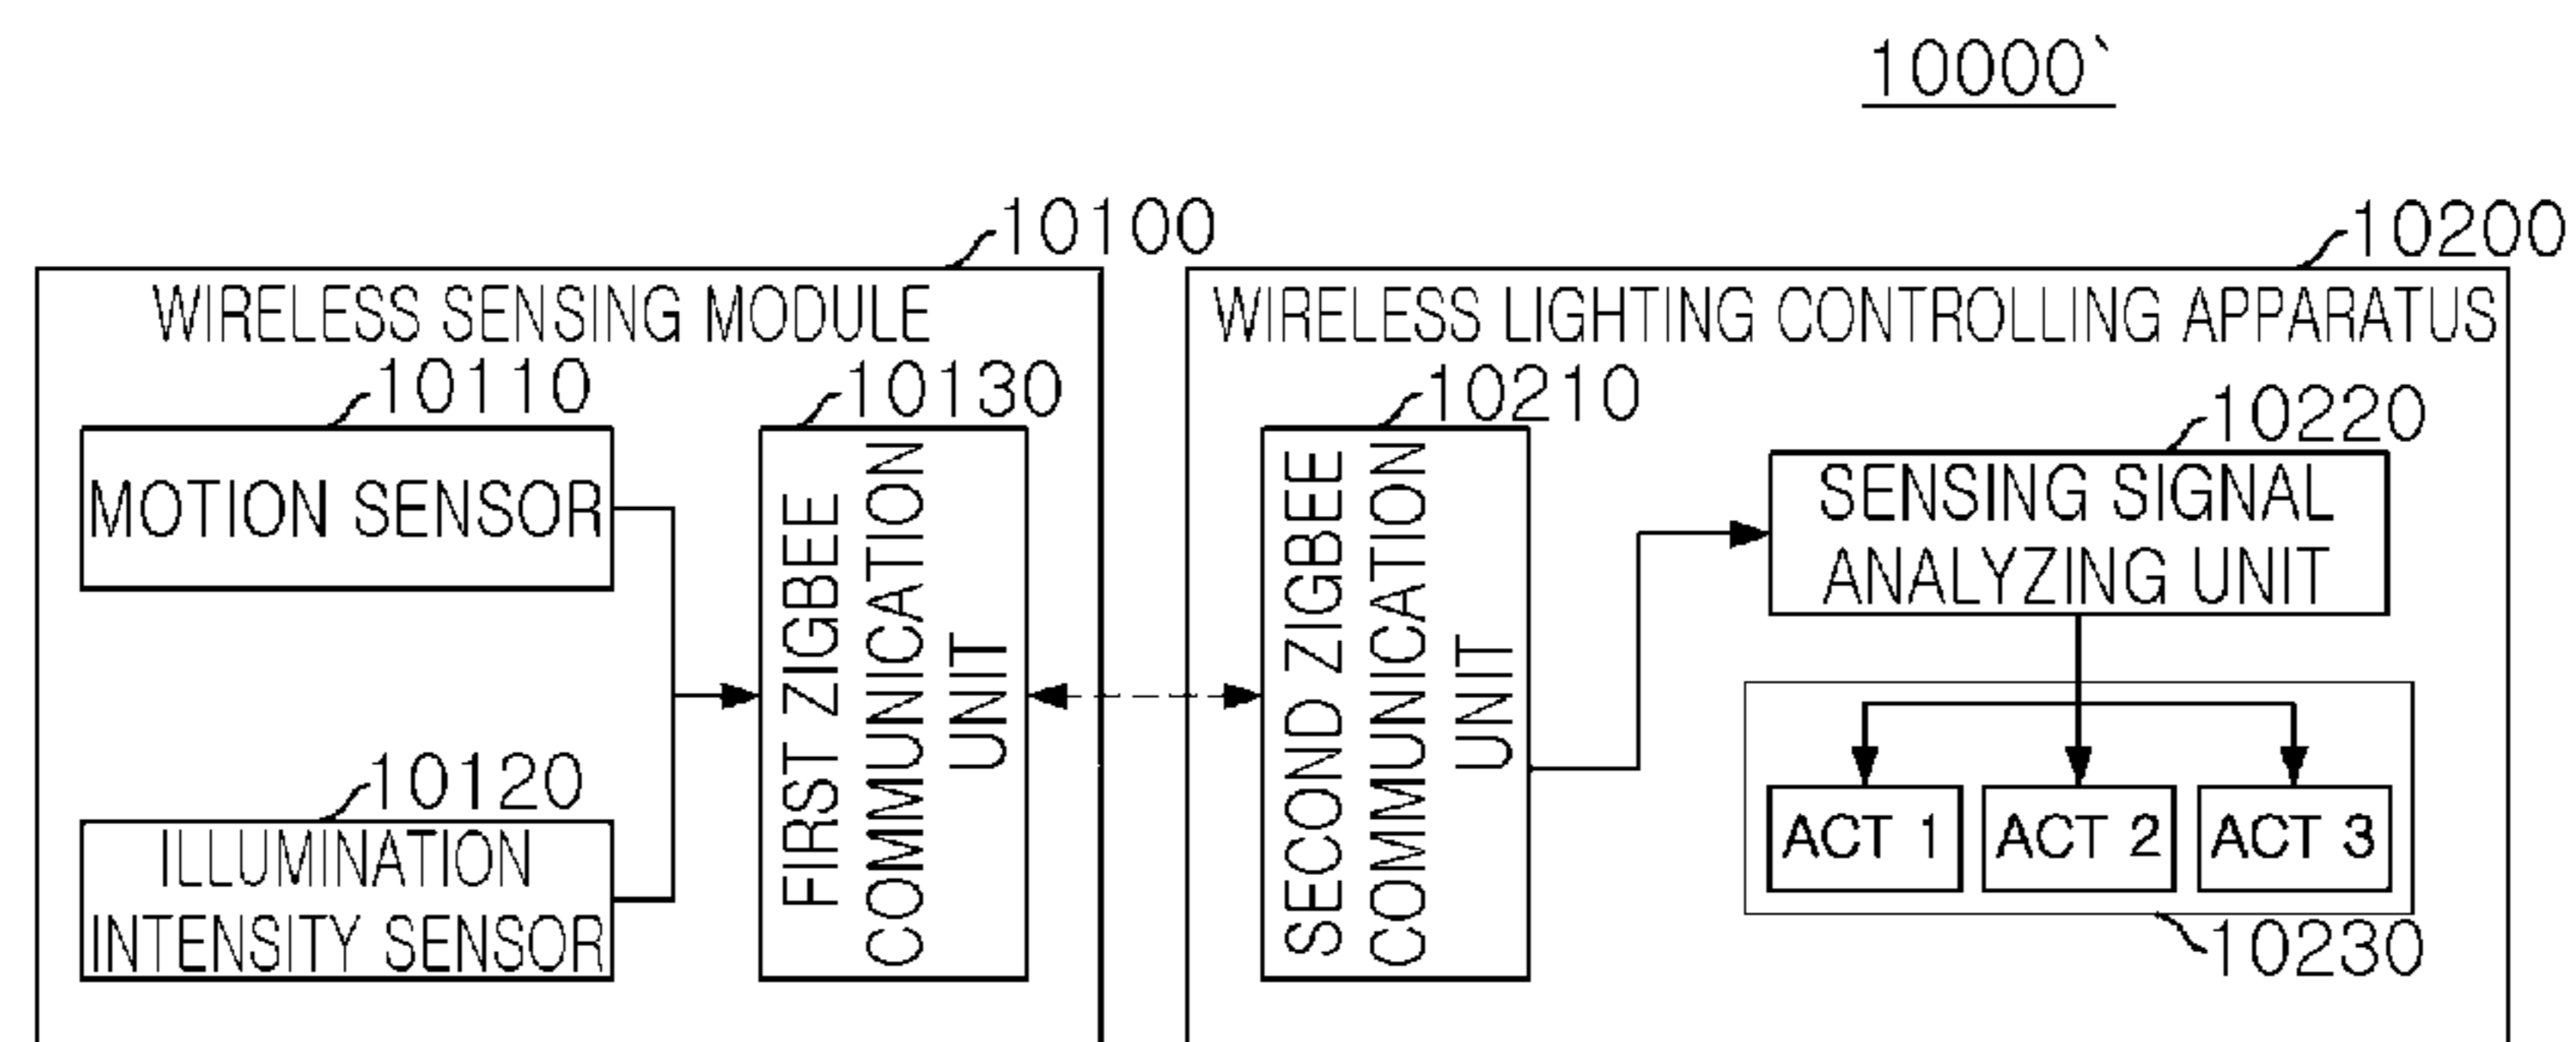 10000`
10100
10200
WIRELESS SENSING MODULE
WIRELESS LIGHTING CONTROLLING APPARATUS
10110
10130
10210
10220
MOTION SENSOR
FIRST ZIGBEE
COMMUNICATION
UNIT
SECOND ZIGBEE
COMMUNICATION
UNIT
SENSING SIGNAL
ANALYZING UNIT
10120
ILLUMINATION
INTENSITY SENSOR
ACT 1
ACT 2
ACT 3
10230